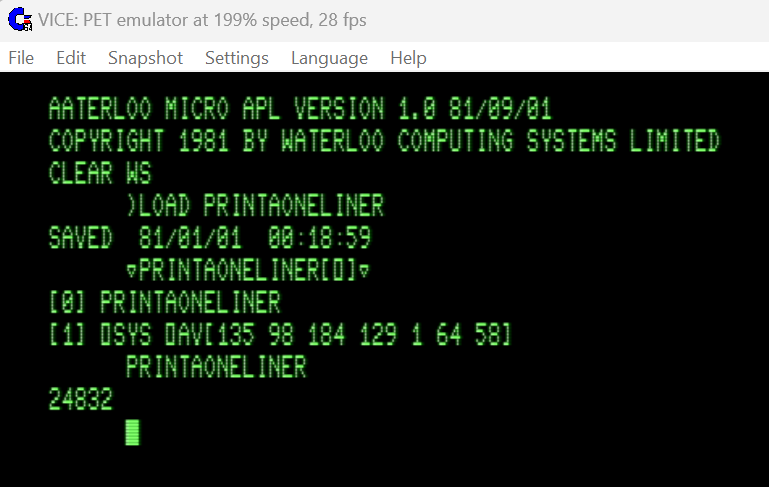 VICE: PET emulator at 199% speed, 28 fps
File Edit Snapshot Settings Language Help
AATERLOO MICRO APL VERSION 1.0 81/09/01
COPYRIGHT 1981 BY WATERLOO COMPUTING SYSTEMS LIMITED
CLEAR WS
)LOAD PRINTAONELINER
SAVED 81/01/01 00:18:59
∇PRINTAONELINER[⎕]∇
[0] PRINTAONELINER
[1] ⎕SYS ⎕AV[135 98 184 129 1 64 58]
PRINTAONELINER
24832